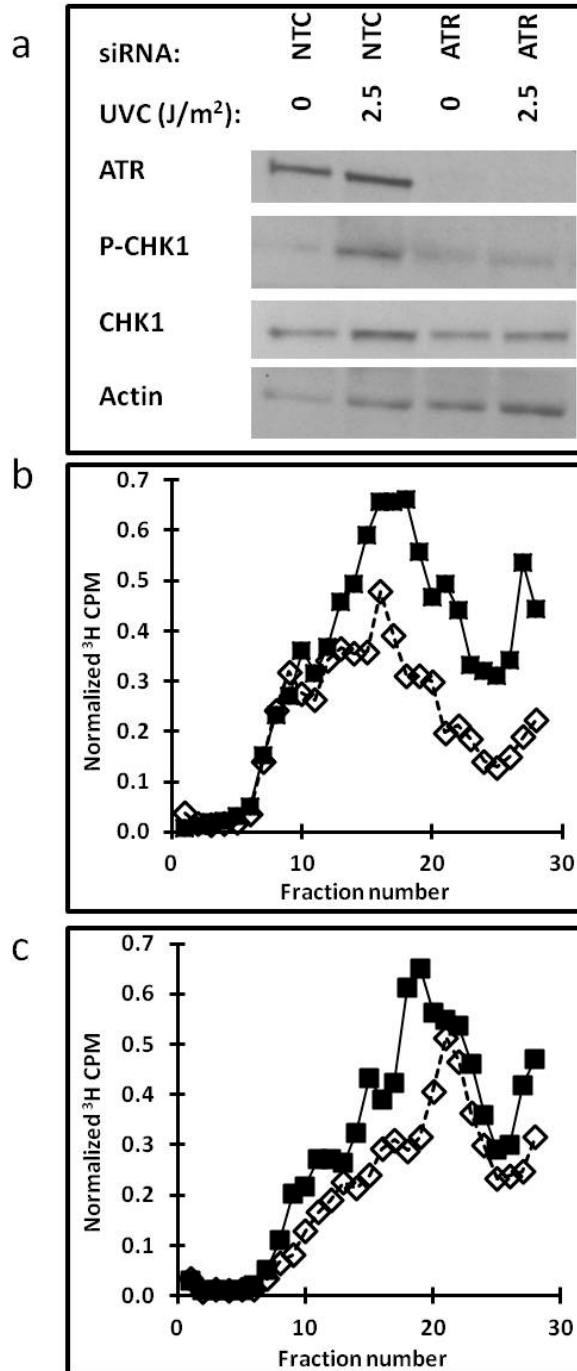 a
siRNA: NTC NTC ATR ATR
UVC (J/m²): 0 2.5 0 2.5
ATR
P-CHK1
CHK1
Actin
b
0.7
0.6
0.5
0.4
0.3
0.2
0.1
0.0
Normalized ³H CPM
0 10 20 30
Fraction number
c
0.7
0.6
0.5
0.4
0.3
0.2
0.1
0.0
Normalized ³H CPM
0 10 20 30
Fraction number